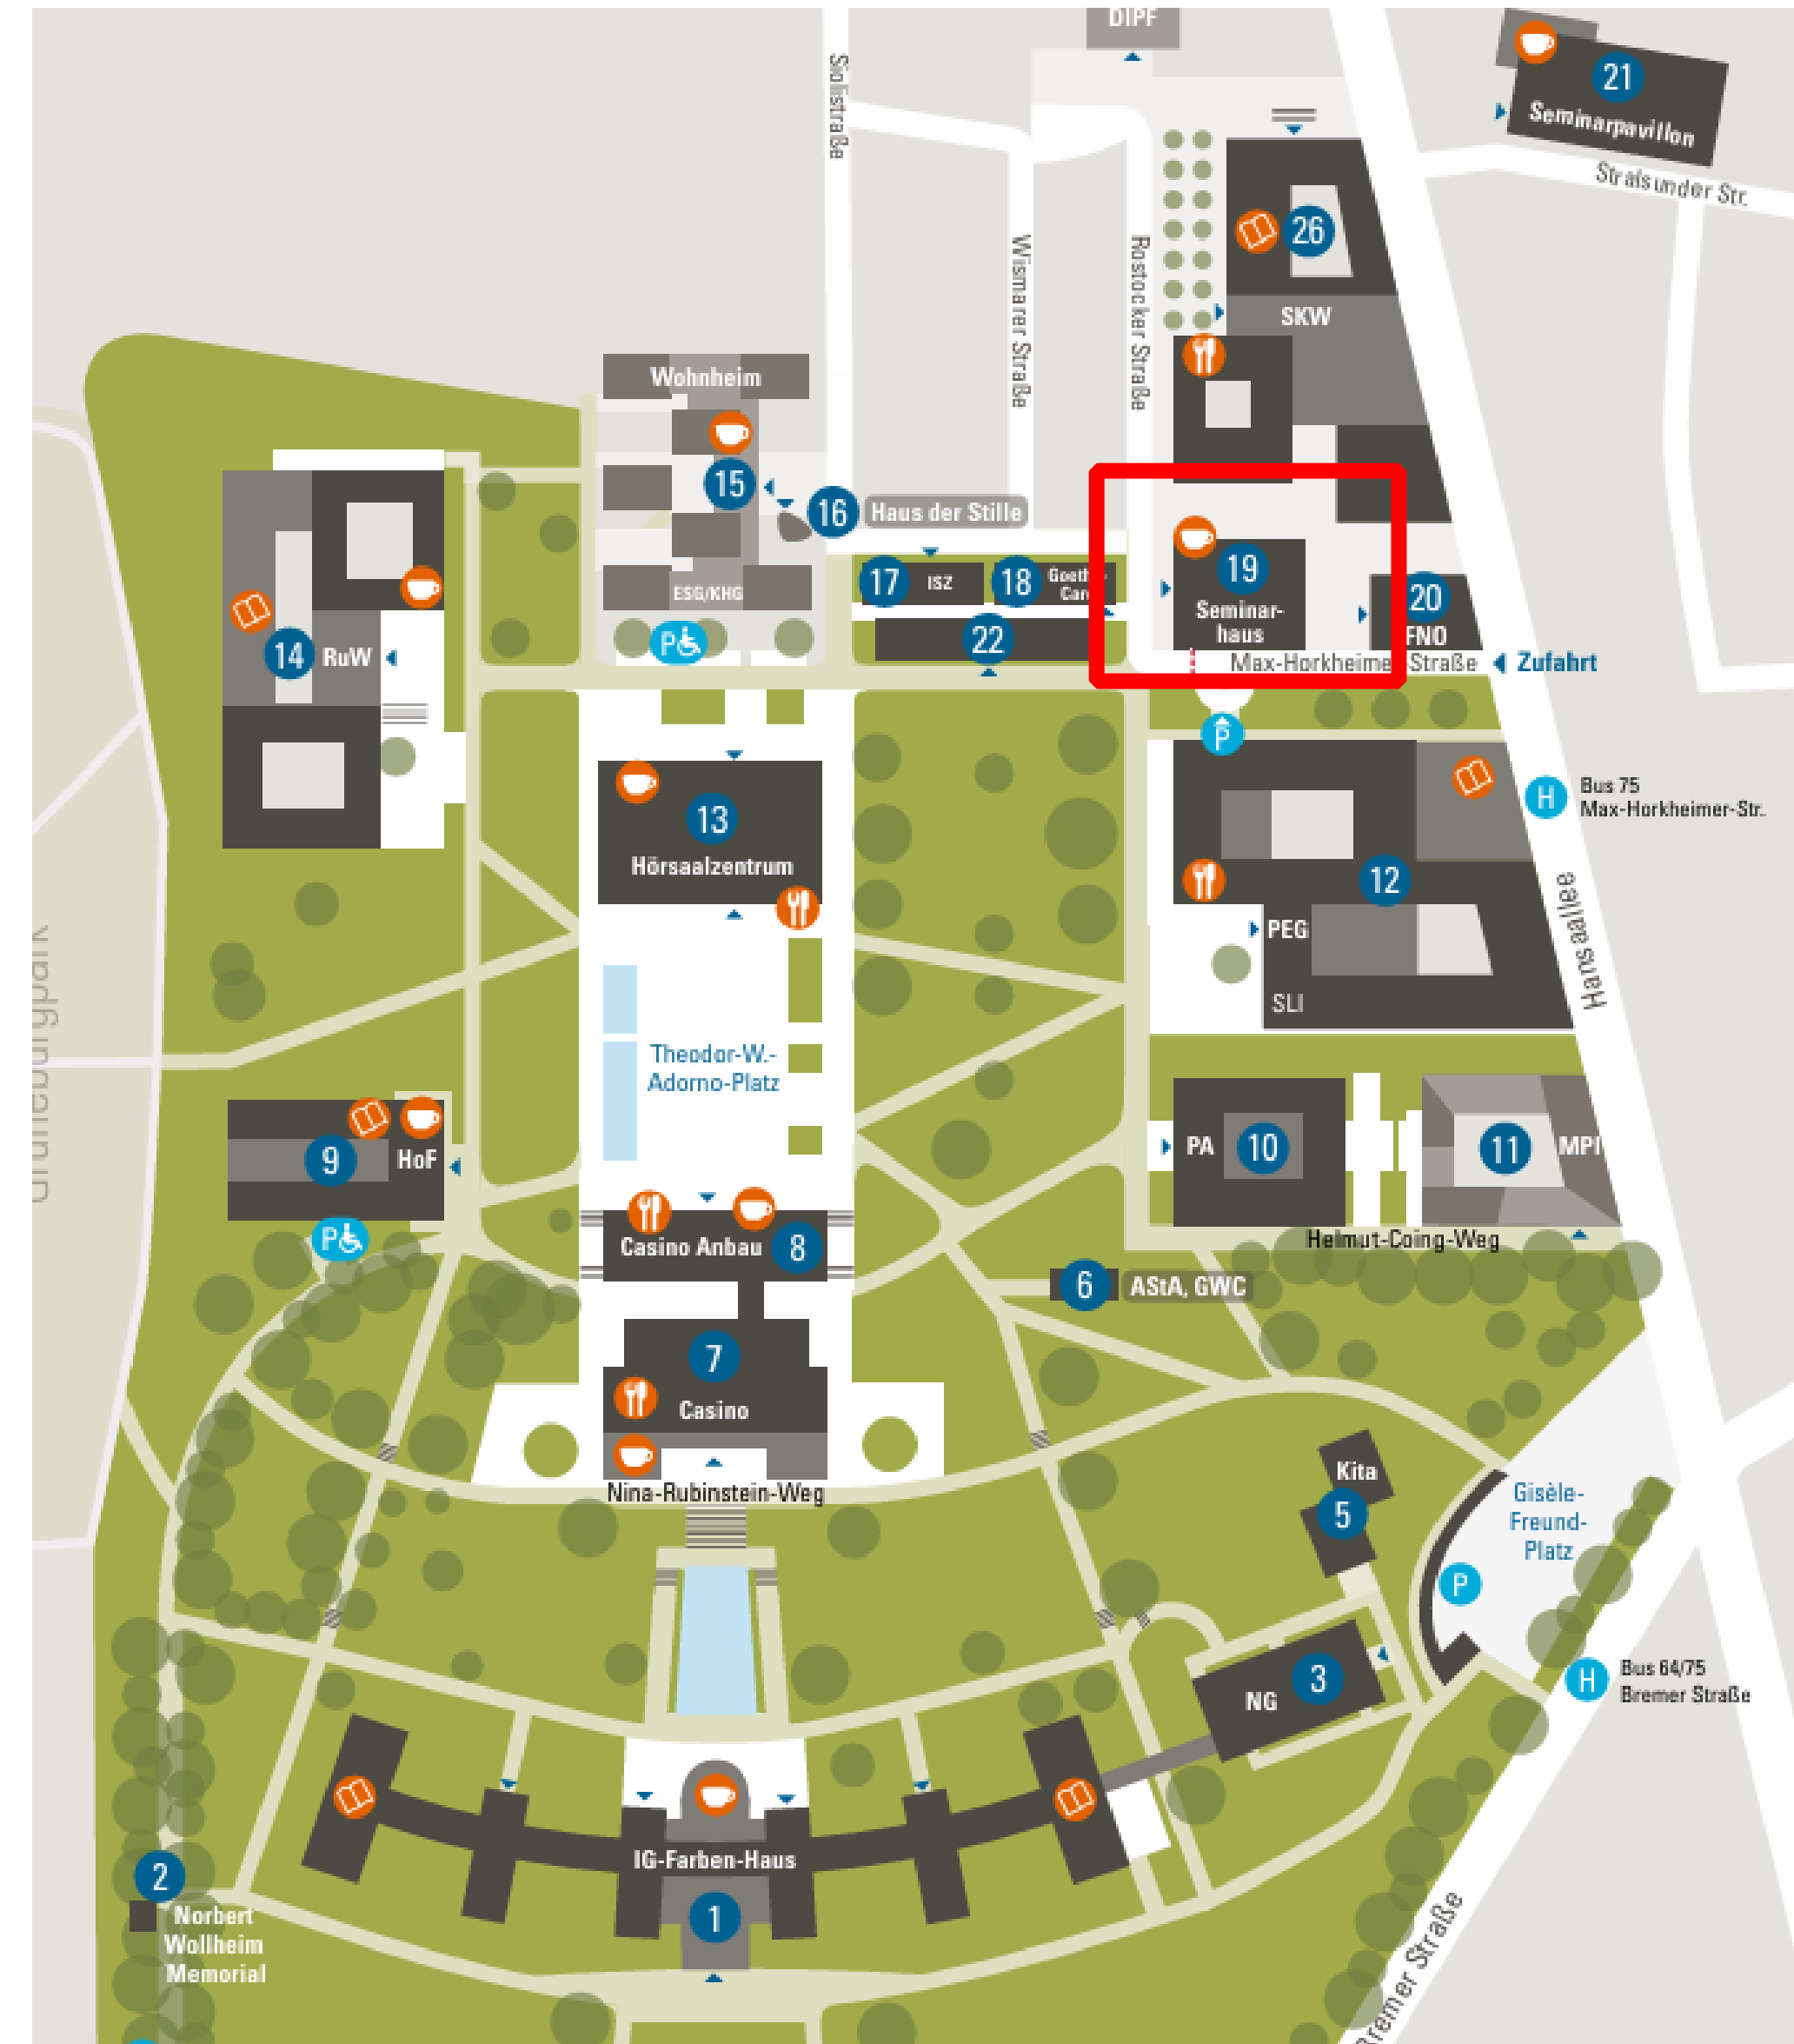 DIPF
21
Seminarpavillon
Stralsunder Str.
Siolistraße
Wismarer Straße
Rostocker Straße
26
SKW
Wohnheim
15
16
Haus der Stille
17
ISZ
18
19
Seminar-
haus
20
FNO
ESG/KHG
P
22
Max-Horkheime
Straße
Zufahrt
14
RuW
P
H
Bus 75
Max-Horkheimer-Str.
13
Hörsaalzentrum
12
PEG
SLI
Hansaallee
Grüneburgpark
Theodor-W.-
Adorno-Platz
9
HoF
P
PA
10
11
MPI
Helmut-Coing-Weg
Casino Anbau
8
6
AStA, GWC
7
Casino
Nina-Rubinstein-Weg
Kita
5
Gisèle-
Freund-
Platz
P
3
NG
H
Bus 64/75
Bremer Straße
IG-Farben-Haus
1
2
Norbert
Wollheim
Memorial
Bremer Straße